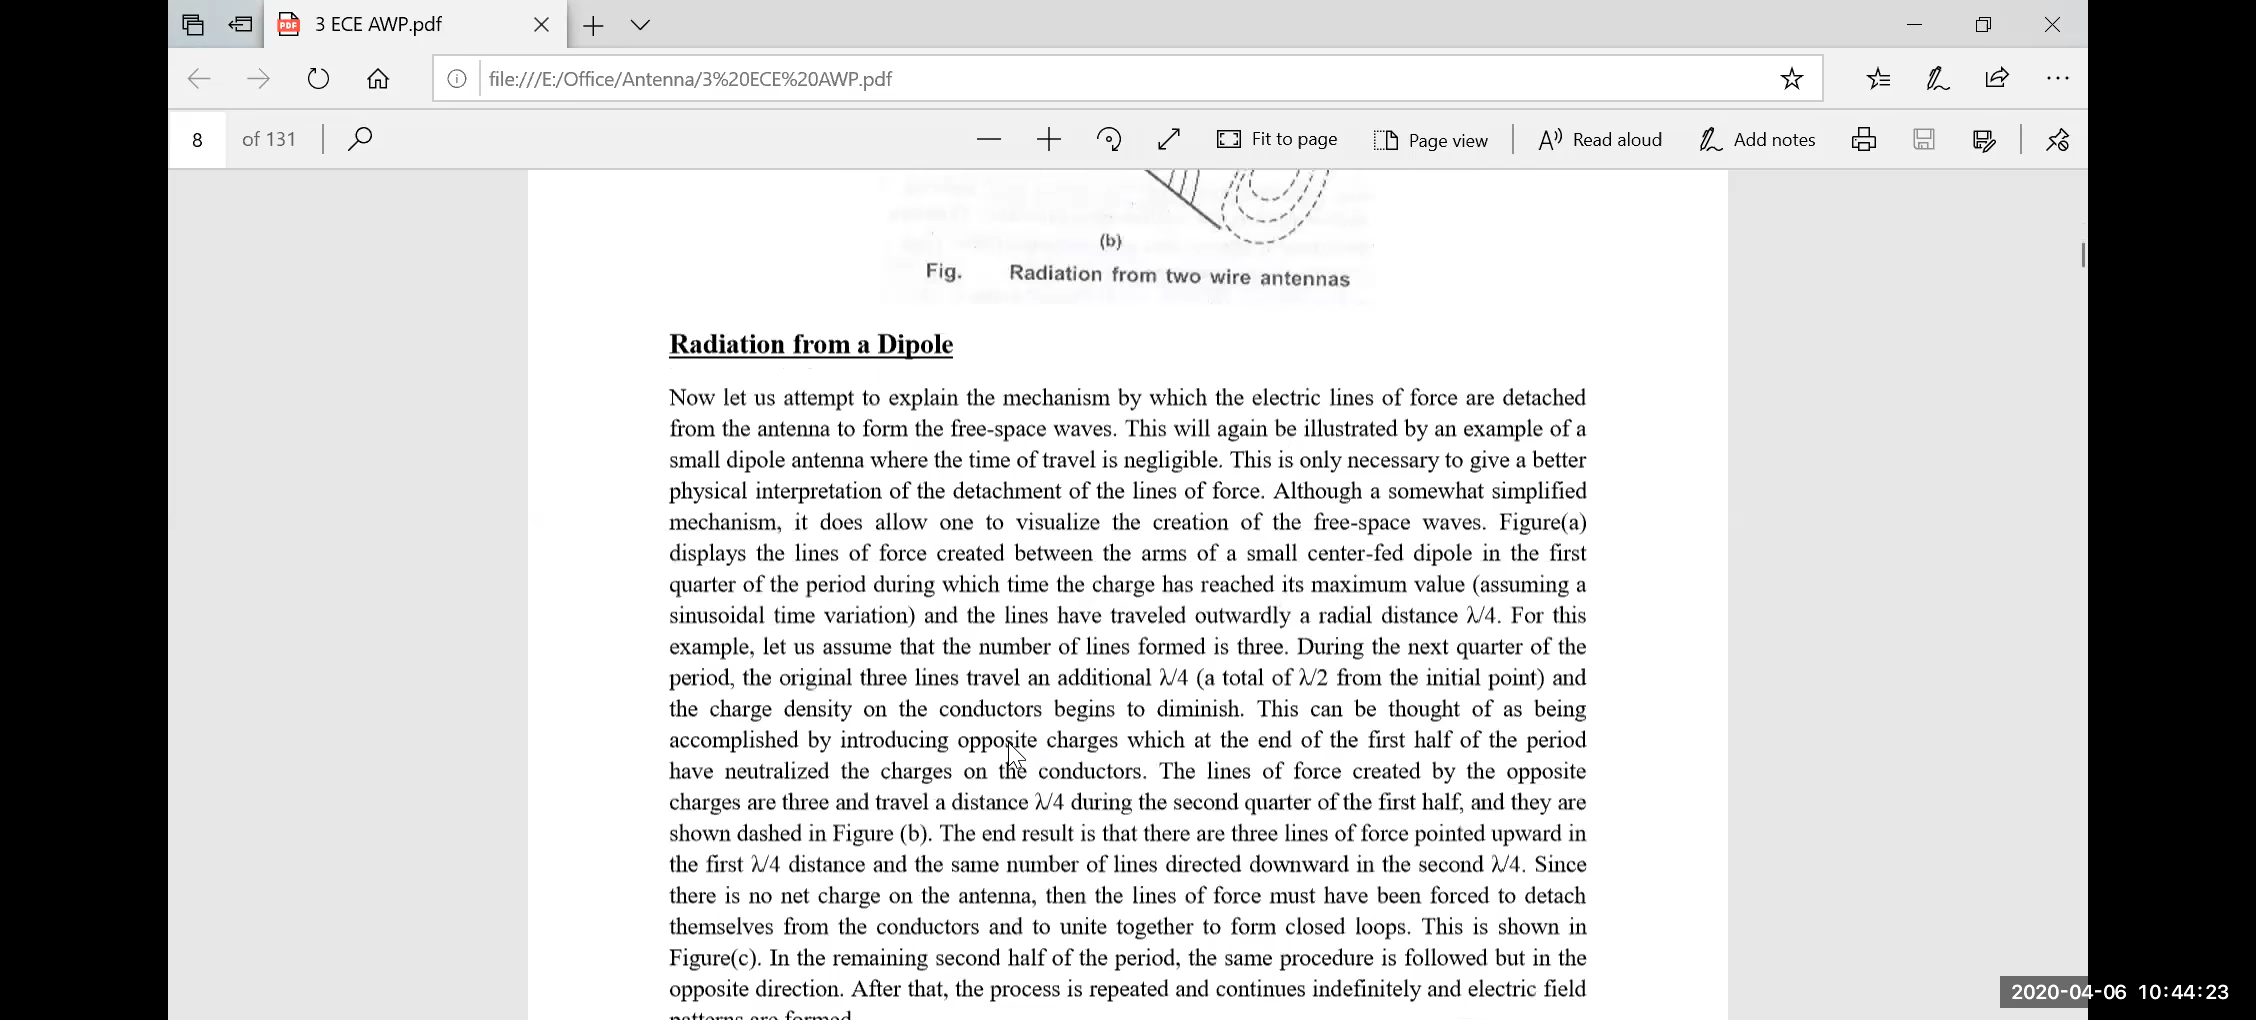 3 ECE AWP.pdf
file:///E:/Office/Antenna/3%20ECE%20AWP.pdf
8 of 131 Fit to page Page view Read aloud Add notes
(b)
Fig. Radiation from two wire antennas
Radiation from a Dipole
Now let us attempt to explain the mechanism by which the electric lines of force are detached
from the antenna to form the free-space waves. This will again be illustrated by an example of a
small dipole antenna where the time of travel is negligible. This is only necessary to give a better
physical interpretation of the detachment of the lines of force. Although a somewhat simplified
mechanism, it does allow one to visualize the creation of the free-space waves. Figure(a)
displays the lines of force created between the arms of a small center-fed dipole in the first
quarter of the period during which time the charge has reached its maximum value (assuming a
sinusoidal time variation) and the lines have traveled outwardly a radial distance λ/4. For this
example, let us assume that the number of lines formed is three. During the next quarter of the
period, the original three lines travel an additional λ/4 (a total of λ/2 from the initial point) and
the charge density on the conductors begins to diminish. This can be thought of as being
accomplished by introducing opposite charges which at the end of the first half of the period
have neutralized the charges on the conductors. The lines of force created by the opposite
charges are three and travel a distance λ/4 during the second quarter of the first half, and they are
shown dashed in Figure (b). The end result is that there are three lines of force pointed upward in
the first λ/4 distance and the same number of lines directed downward in the second λ/4. Since
there is no net charge on the antenna, then the lines of force must have been forced to detach
themselves from the conductors and to unite together to form closed loops. This is shown in
Figure(c). In the remaining second half of the period, the same procedure is followed but in the
opposite direction. After that, the process is repeated and continues indefinitely and electric field
patterns are formed.
2020-04-06 10:44:23